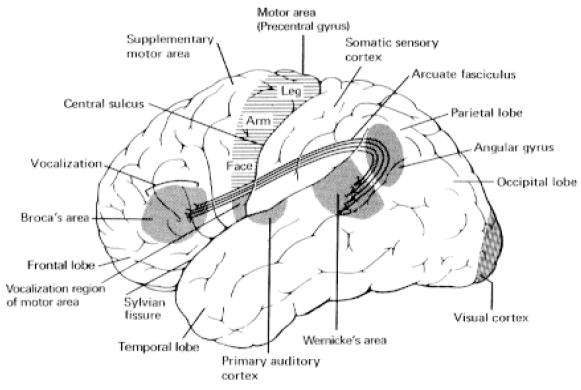 Motor area
(Precentral gyrus)
Supplementary
motor area
Somatic sensory
cortex
Arcuate fasciculus
Leg
Central sulcus
Parietal lobe
Arm
Angular gyrus
Vocalization
Face
Occipital lobe
Broca's area
Frontal lobe
Vocalization region
of motor area
Sylvian
fissure
Visual cortex
Wernicke's area
Temporal lobe
Primary auditory
cortex